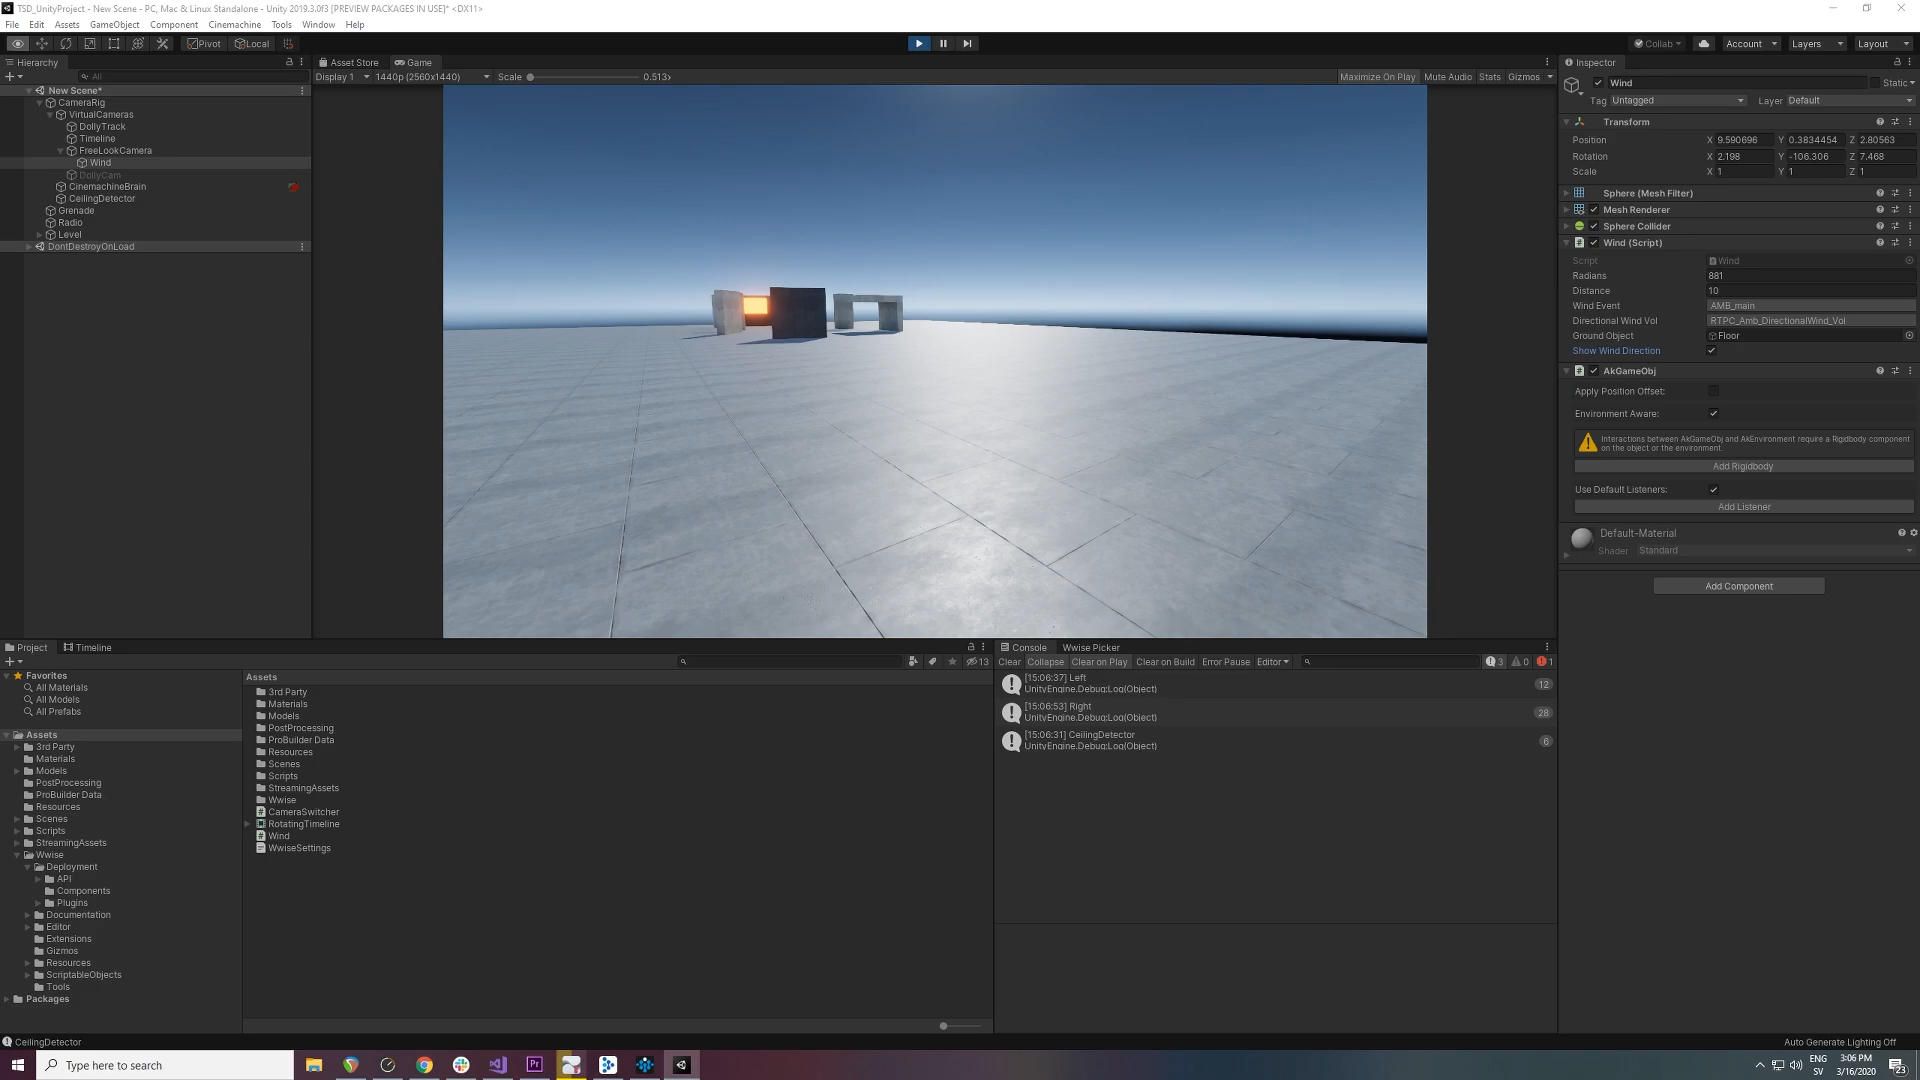 TSD_UnityProject - New Scene - PC, Mac & Linux Standalone - Unity 2019.3.0f3 [PREVIEW PACKAGES IN USE]* <DX11>
File Edit Assets GameObject Component Cinemachine Tools Window Help
Pivot Local
Collab Account Layers Layout
Hierarchy
All
New Scene*
CameraRig
VirtualCameras
DollyTrack
Timeline
FreeLookCamera
Wind
DollyCam
CinemachineBrain
CeilingDetector
Grenade
Radio
Level
DontDestroyOnLoad
Asset Store Game
Display 1 1440p (2560x1440) Scale 0.513x
Maximize On Play Mute Audio Stats Gizmos
Inspector
Wind Static
Tag Untagged Layer Default
Transform
Position X 9.590696 Y 0.3834454 Z 2.80563
Rotation X 2.198 Y -106.306 Z 7.468
Scale X 1 Y 1 Z 1
Sphere (Mesh Filter)
Mesh Renderer
Sphere Collider
Wind (Script)
Script Wind
Radians 881
Distance 10
Wind Event AMB_main
Directional Wind Vol RTPC_Amb_DirectionalWind_Vol
Ground Object Floor
Show Wind Direction
AkGameObj
Apply Position Offset:
Environment Aware:
Interactions between AkGameObj and AkEnvironment require a Rigidbody component
on the object or the environment.
Add Rigidbody
Use Default Listeners:
Add Listener
Default-Material
Shader Standard
Add Component
Project Timeline
13
Favorites
All Materials
All Models
All Prefabs
Assets
3rd Party
Materials
Models
PostProcessing
ProBuilder Data
Resources
Scenes
Scripts
StreamingAssets
Wwise
Deployment
API
Components
Plugins
Documentation
Editor
Extensions
Gizmos
Resources
ScriptableObjects
Tools
Packages
Assets
3rd Party
Materials
Models
PostProcessing
ProBuilder Data
Resources
Scenes
Scripts
StreamingAssets
Wwise
CameraSwitcher
RotatingTimeline
Wind
WwiseSettings
Console Wwise Picker
Clear Collapse Clear on Play Clear on Build Error Pause Editor 3 0 1
[15:06:37] Left
UnityEngine.Debug:Log(Object)
12
[15:06:53] Right
UnityEngine.Debug:Log(Object)
28
[15:06:31] CeilingDetector
UnityEngine.Debug:Log(Object)
6
CeilingDetector
Auto Generate Lighting Off
Type here to search
Pr
ENG
SV
3:06 PM
3/16/2020
23